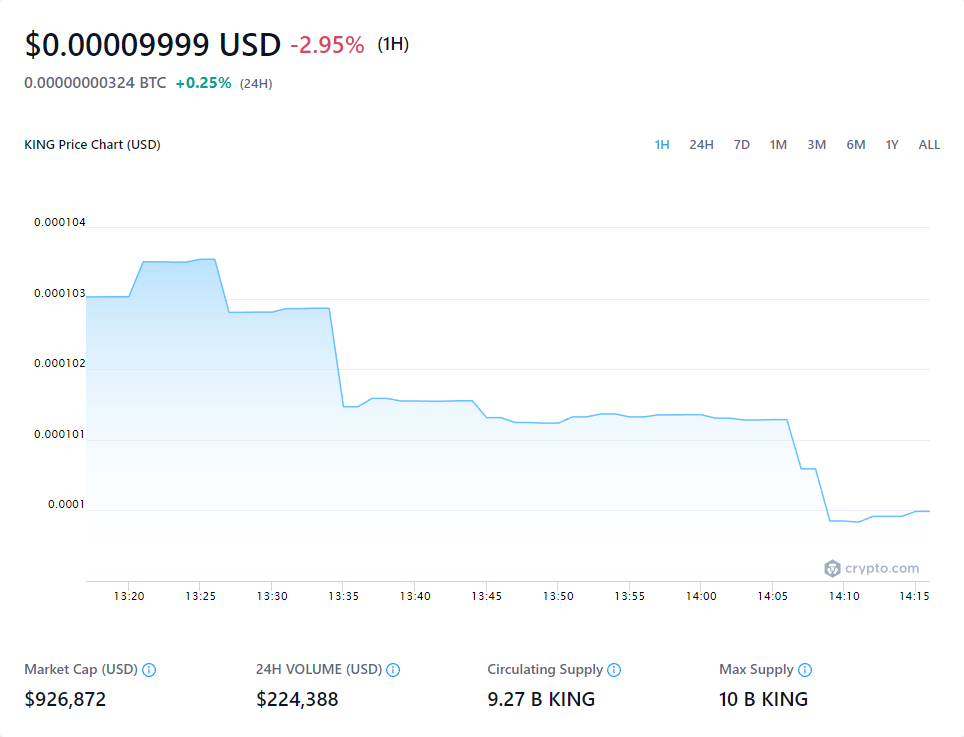 $0.00009999 USD -2.95% (1H)
0.00000000324 BTC +0.25% (24H)
KING Price Chart (USD) 1H 24H 7D 1M 3M 6M 1Y ALL
0.000104
0.000103
0.000102
0.000101
0.0001
crypto.com
13:20 13:25 13:30 13:35 13:40 13:45 13:50 13:55 14:00 14:05 14:10 14:15
Market Cap (USD) 24H VOLUME (USD) Circulating Supply Max Supply
$926,872 $224,388 9.27 B KING 10 B KING